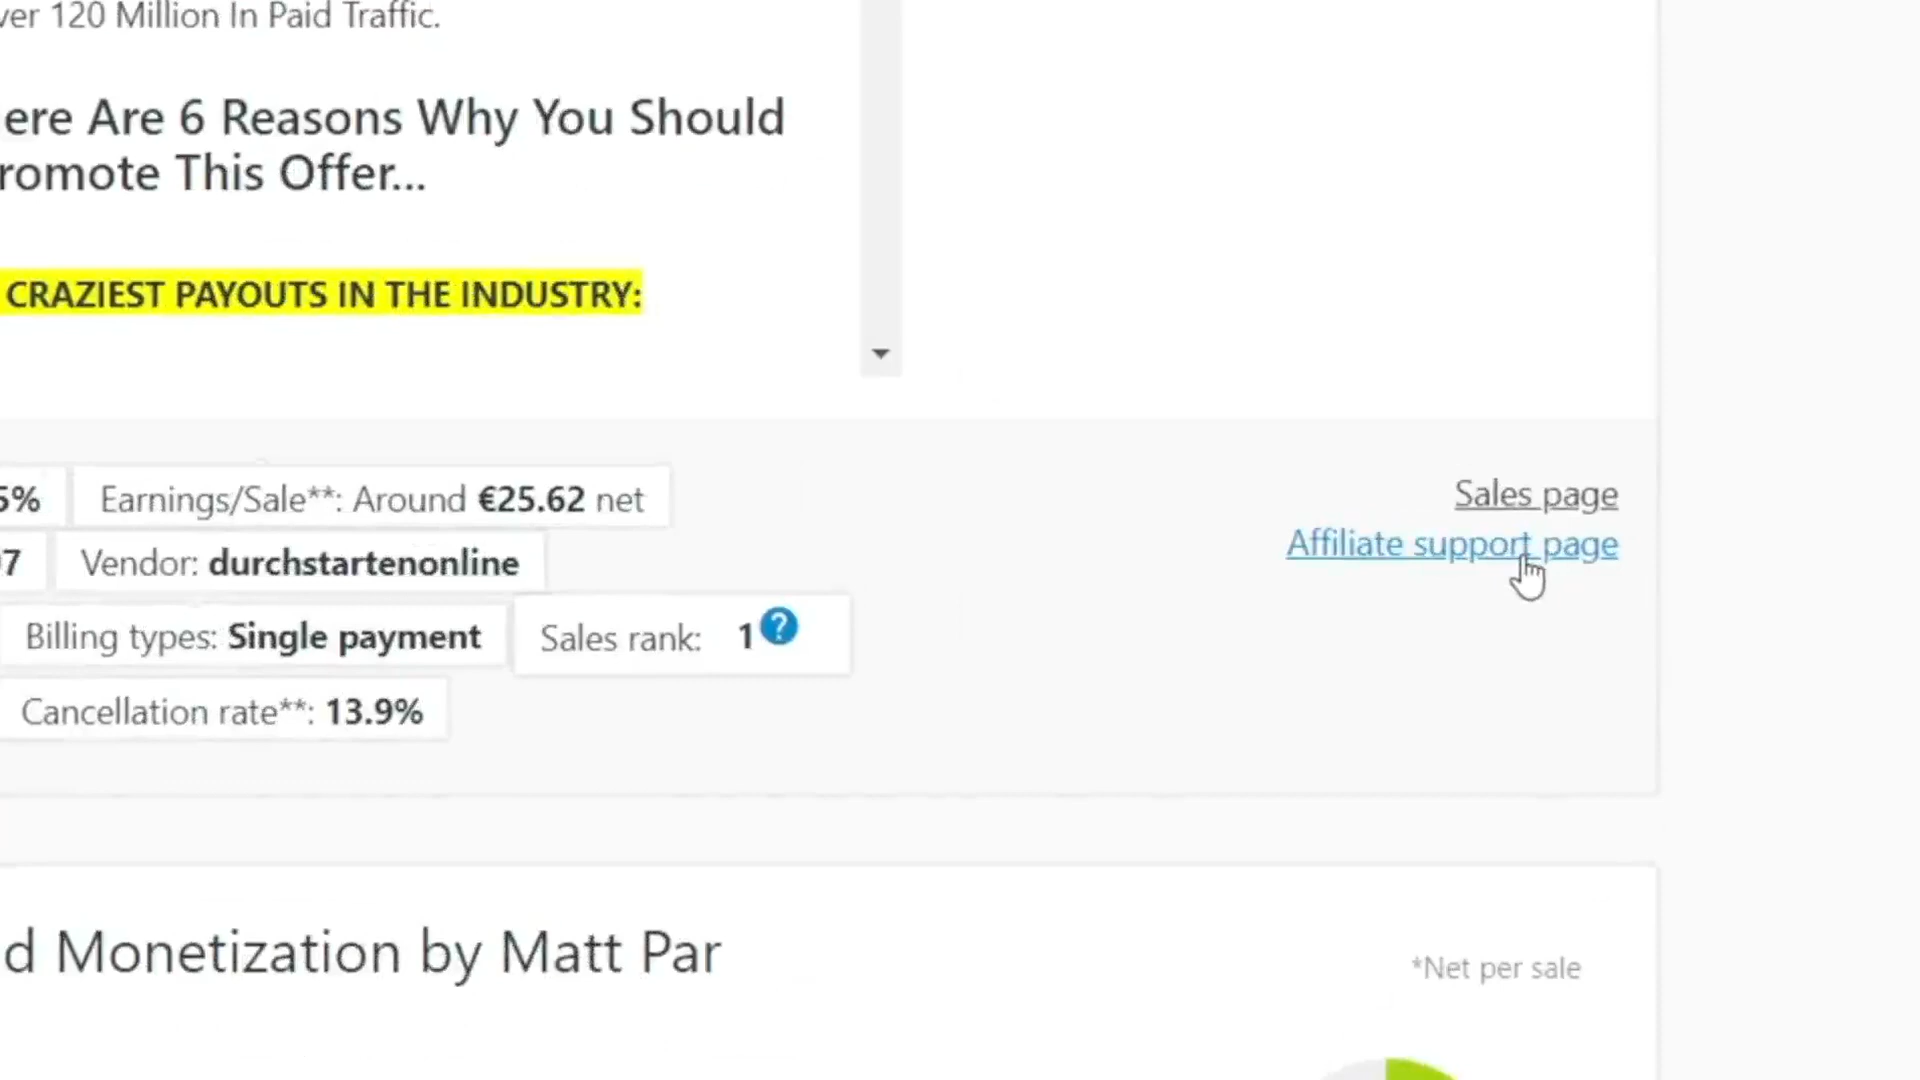 ver 120 Million In Paid Traffic.
ere Are 6 Reasons Why You Should
romote This Offer...
CRAZIEST PAYOUTS IN THE INDUSTRY:
5% Earnings/Sale**: Around €25.62 net
Sales page
Affiliate support page
7 Vendor: durchstartenonline
Billing types: Single payment Sales rank: 1 ?
Cancellation rate**: 13.9%
d Monetization by Matt Par
*Net per sale